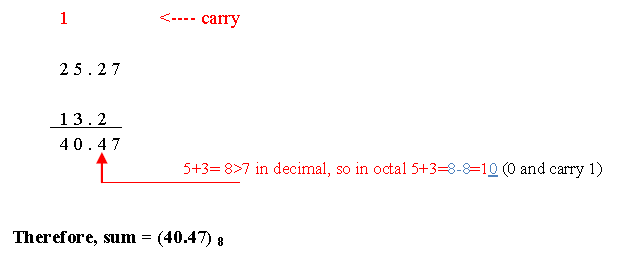 1 <---- carry
2 5 . 2 7
1 3 . 2
4 0 . 4 7
5+3= 8>7 in decimal, so in octal 5+3=8-8=10 (0 and carry 1)
Therefore, sum = (40.47) 8